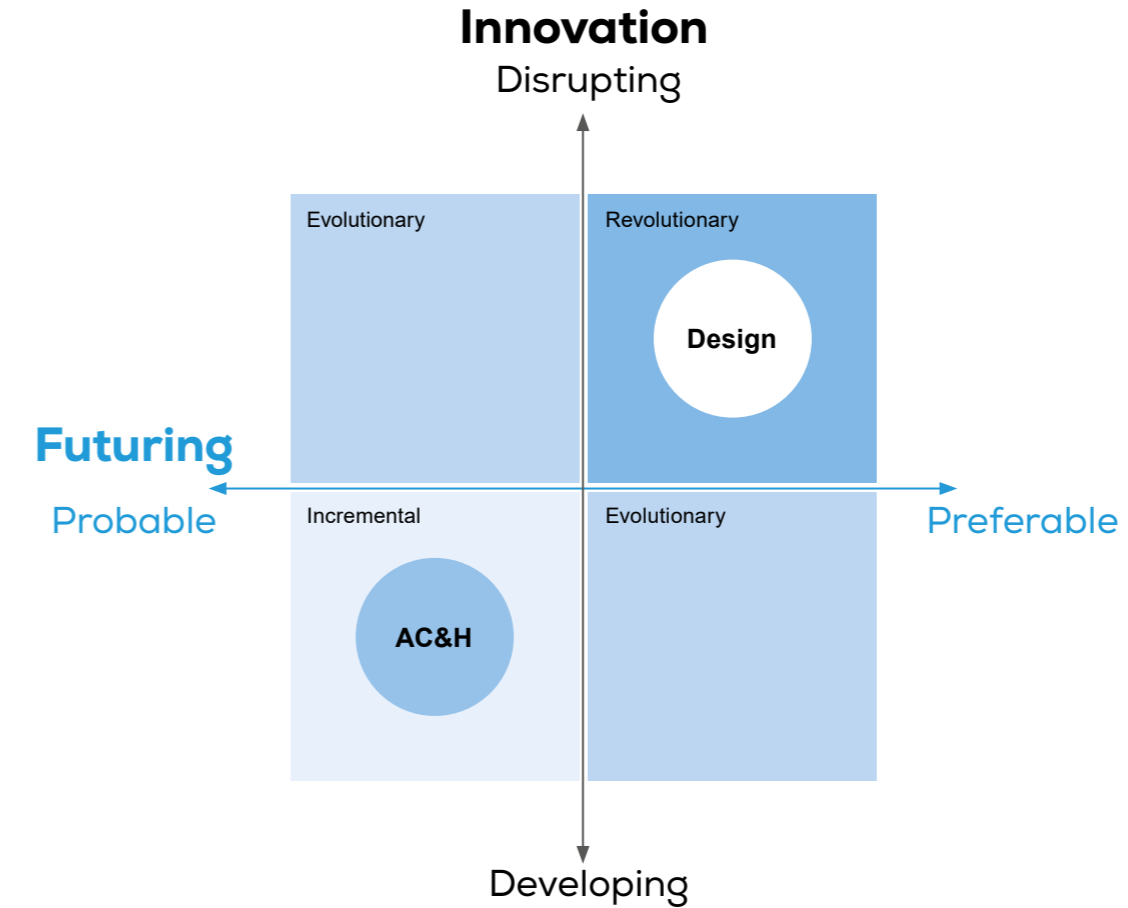 Innovation
Disrupting
Evolutionary
Revolutionary
Design
Futuring
Probable
Preferable
Incremental
Evolutionary
AC&H
Developing